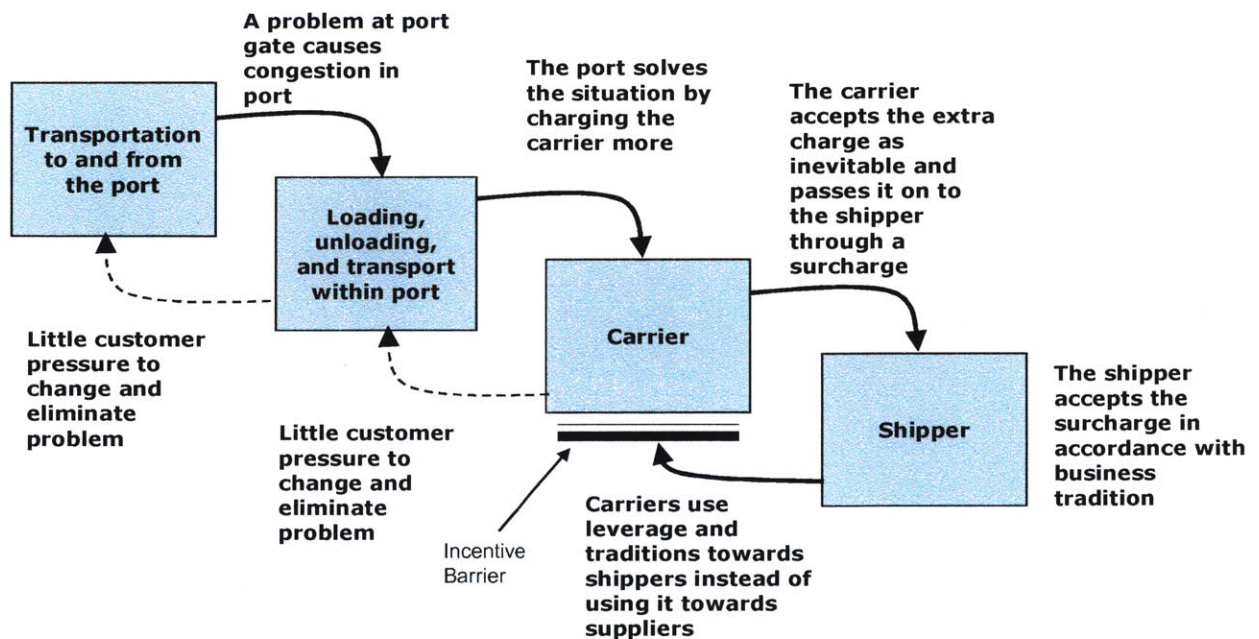 A problem at port
gate causes
congestion in
port
The port solves
the situation by
charging the
carrier more
The carrier
accepts the extra
charge as
inevitable and
passes it on to
the shipper
through a
surcharge
Transportation
to and from
the port
Loading,
unloading,
and transport
within port
Carrier
Shipper
The shipper
accepts the
surcharge in
accordance with
business
tradition
Little customer
pressure to
change and
eliminate
problem
Little customer
pressure to
change and
eliminate
problem
Incentive
Barrier
Carriers use
leverage and
traditions towards
shippers instead of
using it towards
suppliers